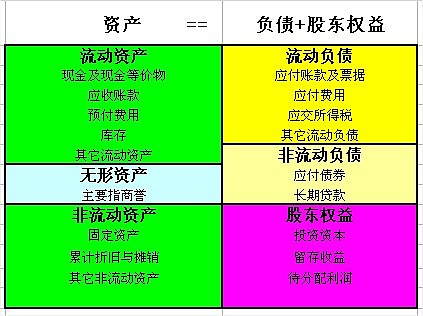 资产 == 负债+股东权益
流动资产
现金及现金等价物
应收账款
预付费用
库存
其它流动资产
无形资产
主要指商誉
非流动资产
固定资产
累计折旧与摊销
其它非流动资产
流动负债
应付账款及票据
应付费用
应交所得税
其它流动负债
非流动负债
应付债券
长期贷款
股东权益
投资资本
留存收益
待分配利润